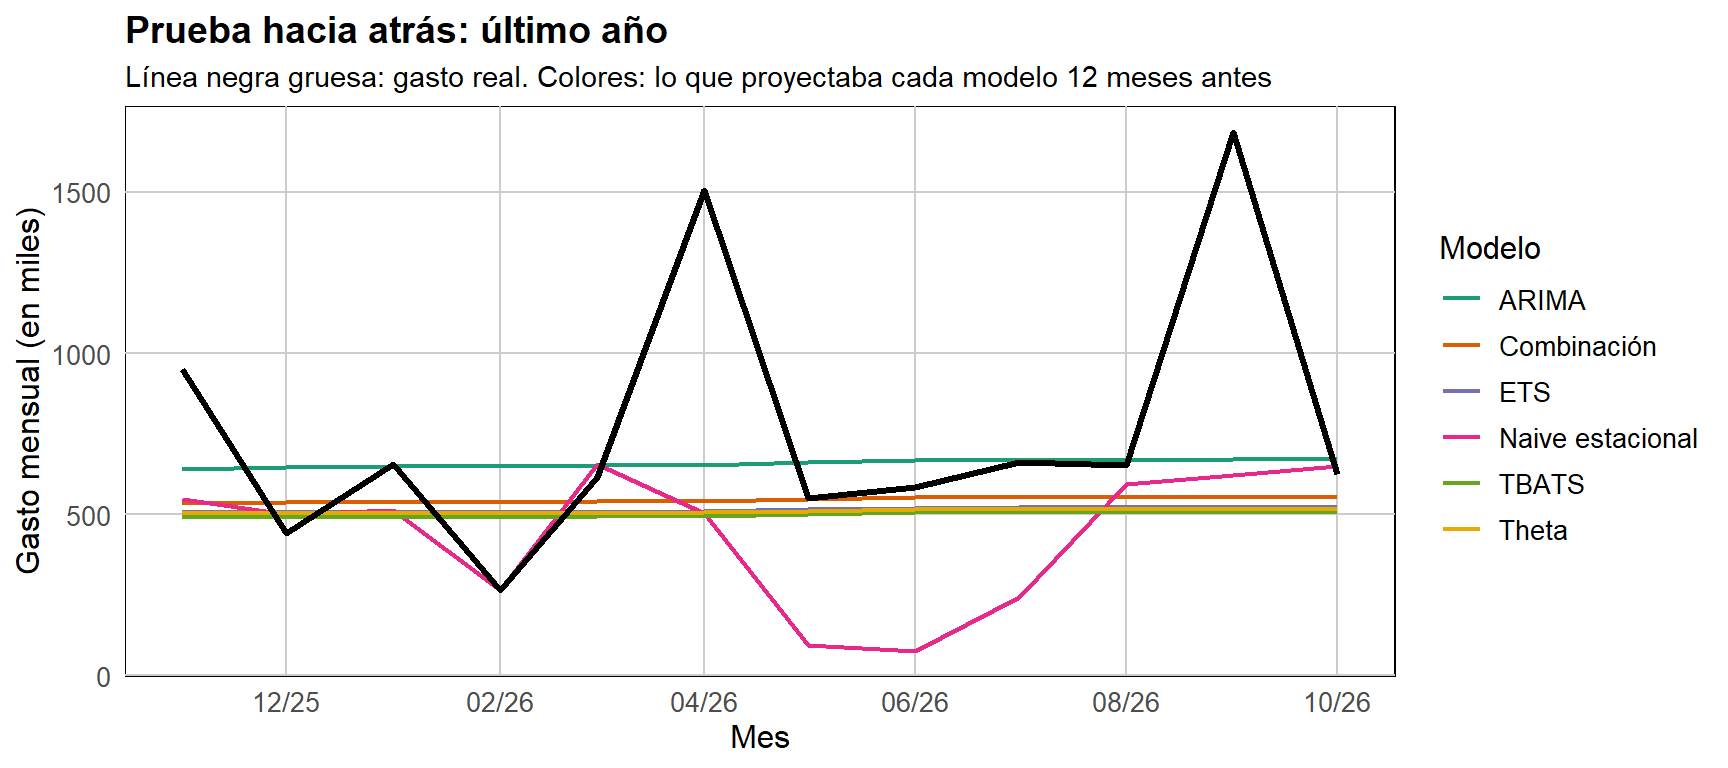 Prueba hacia atrás: último año
Línea negra gruesa: gasto real. Colores: lo que proyectaba cada modelo 12 meses antes
Gasto mensual (en miles)
1500
1000
500
0
12/25
02/26
04/26
06/26
08/26
10/26
Mes
Modelo
ARIMA
Combinación
ETS
Naive estacional
TBATS
Theta